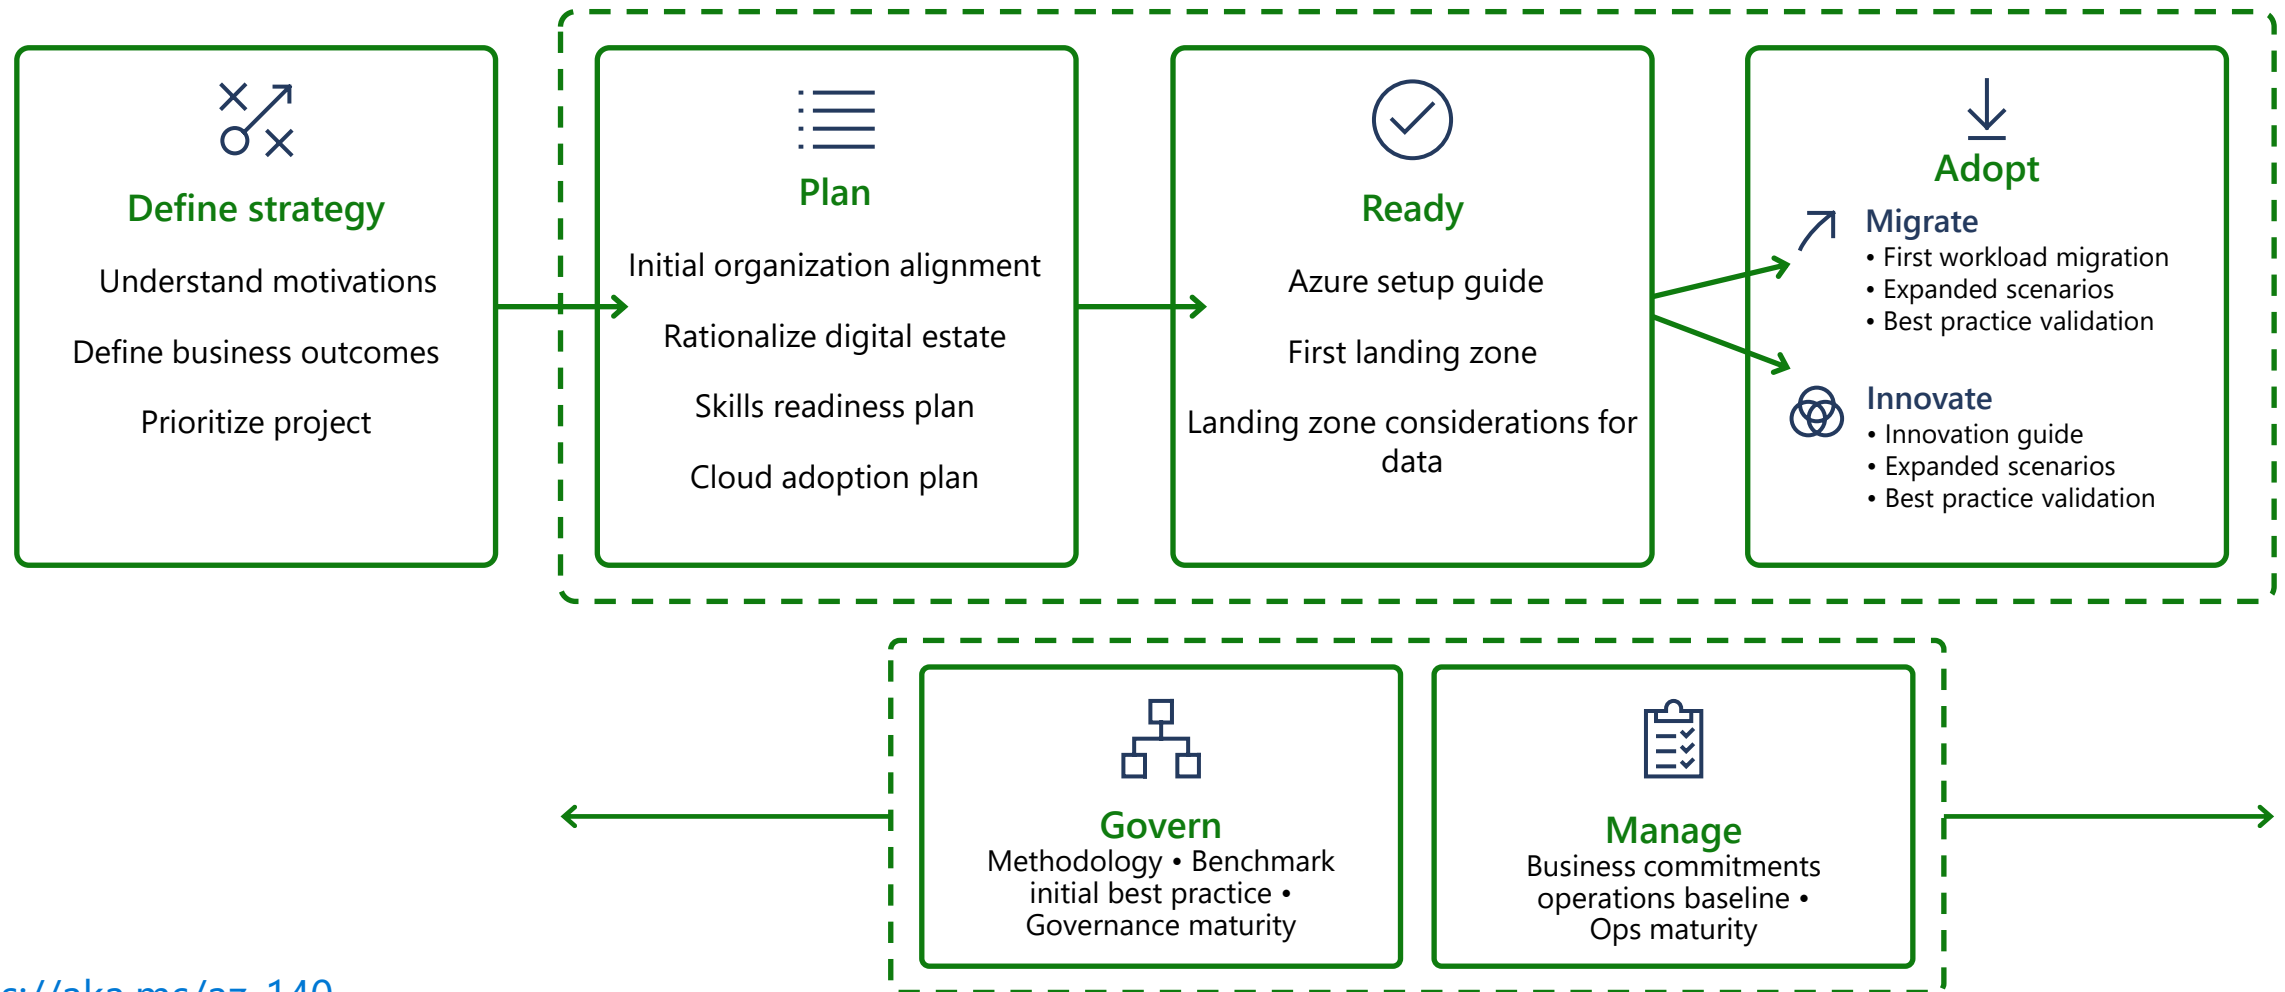 Define strategy
Understand motivations
Define business outcomes
Prioritize project
Plan
Initial organization alignment
Rationalize digital estate
Skills readiness plan
Cloud adoption plan
Ready
Azure setup guide
First landing zone
Landing zone considerations for
data
Adopt
Migrate
• First workload migration
• Expanded scenarios
• Best practice validation
Innovate
• Innovation guide
• Expanded scenarios
• Best practice validation
Govern
Methodology • Benchmark
initial best practice •
Governance maturity
Manage
Business commitments
operations baseline •
Ops maturity